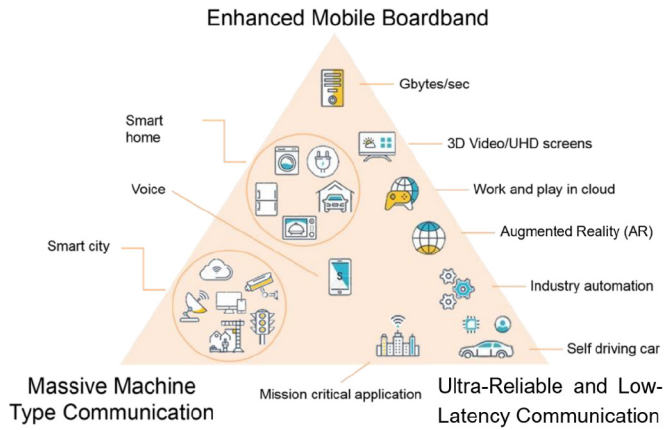 Enhanced Mobile Boardband
Gbytes/sec
Smart
home
3D Video/UHD screens
Voice
Work and play in cloud
Augmented Reality (AR)
Smart city
S
Industry automation
Self driving car
Massive Machine
Type Communication
Mission critical application
Ultra-Reliable and Low-
Latency Communication